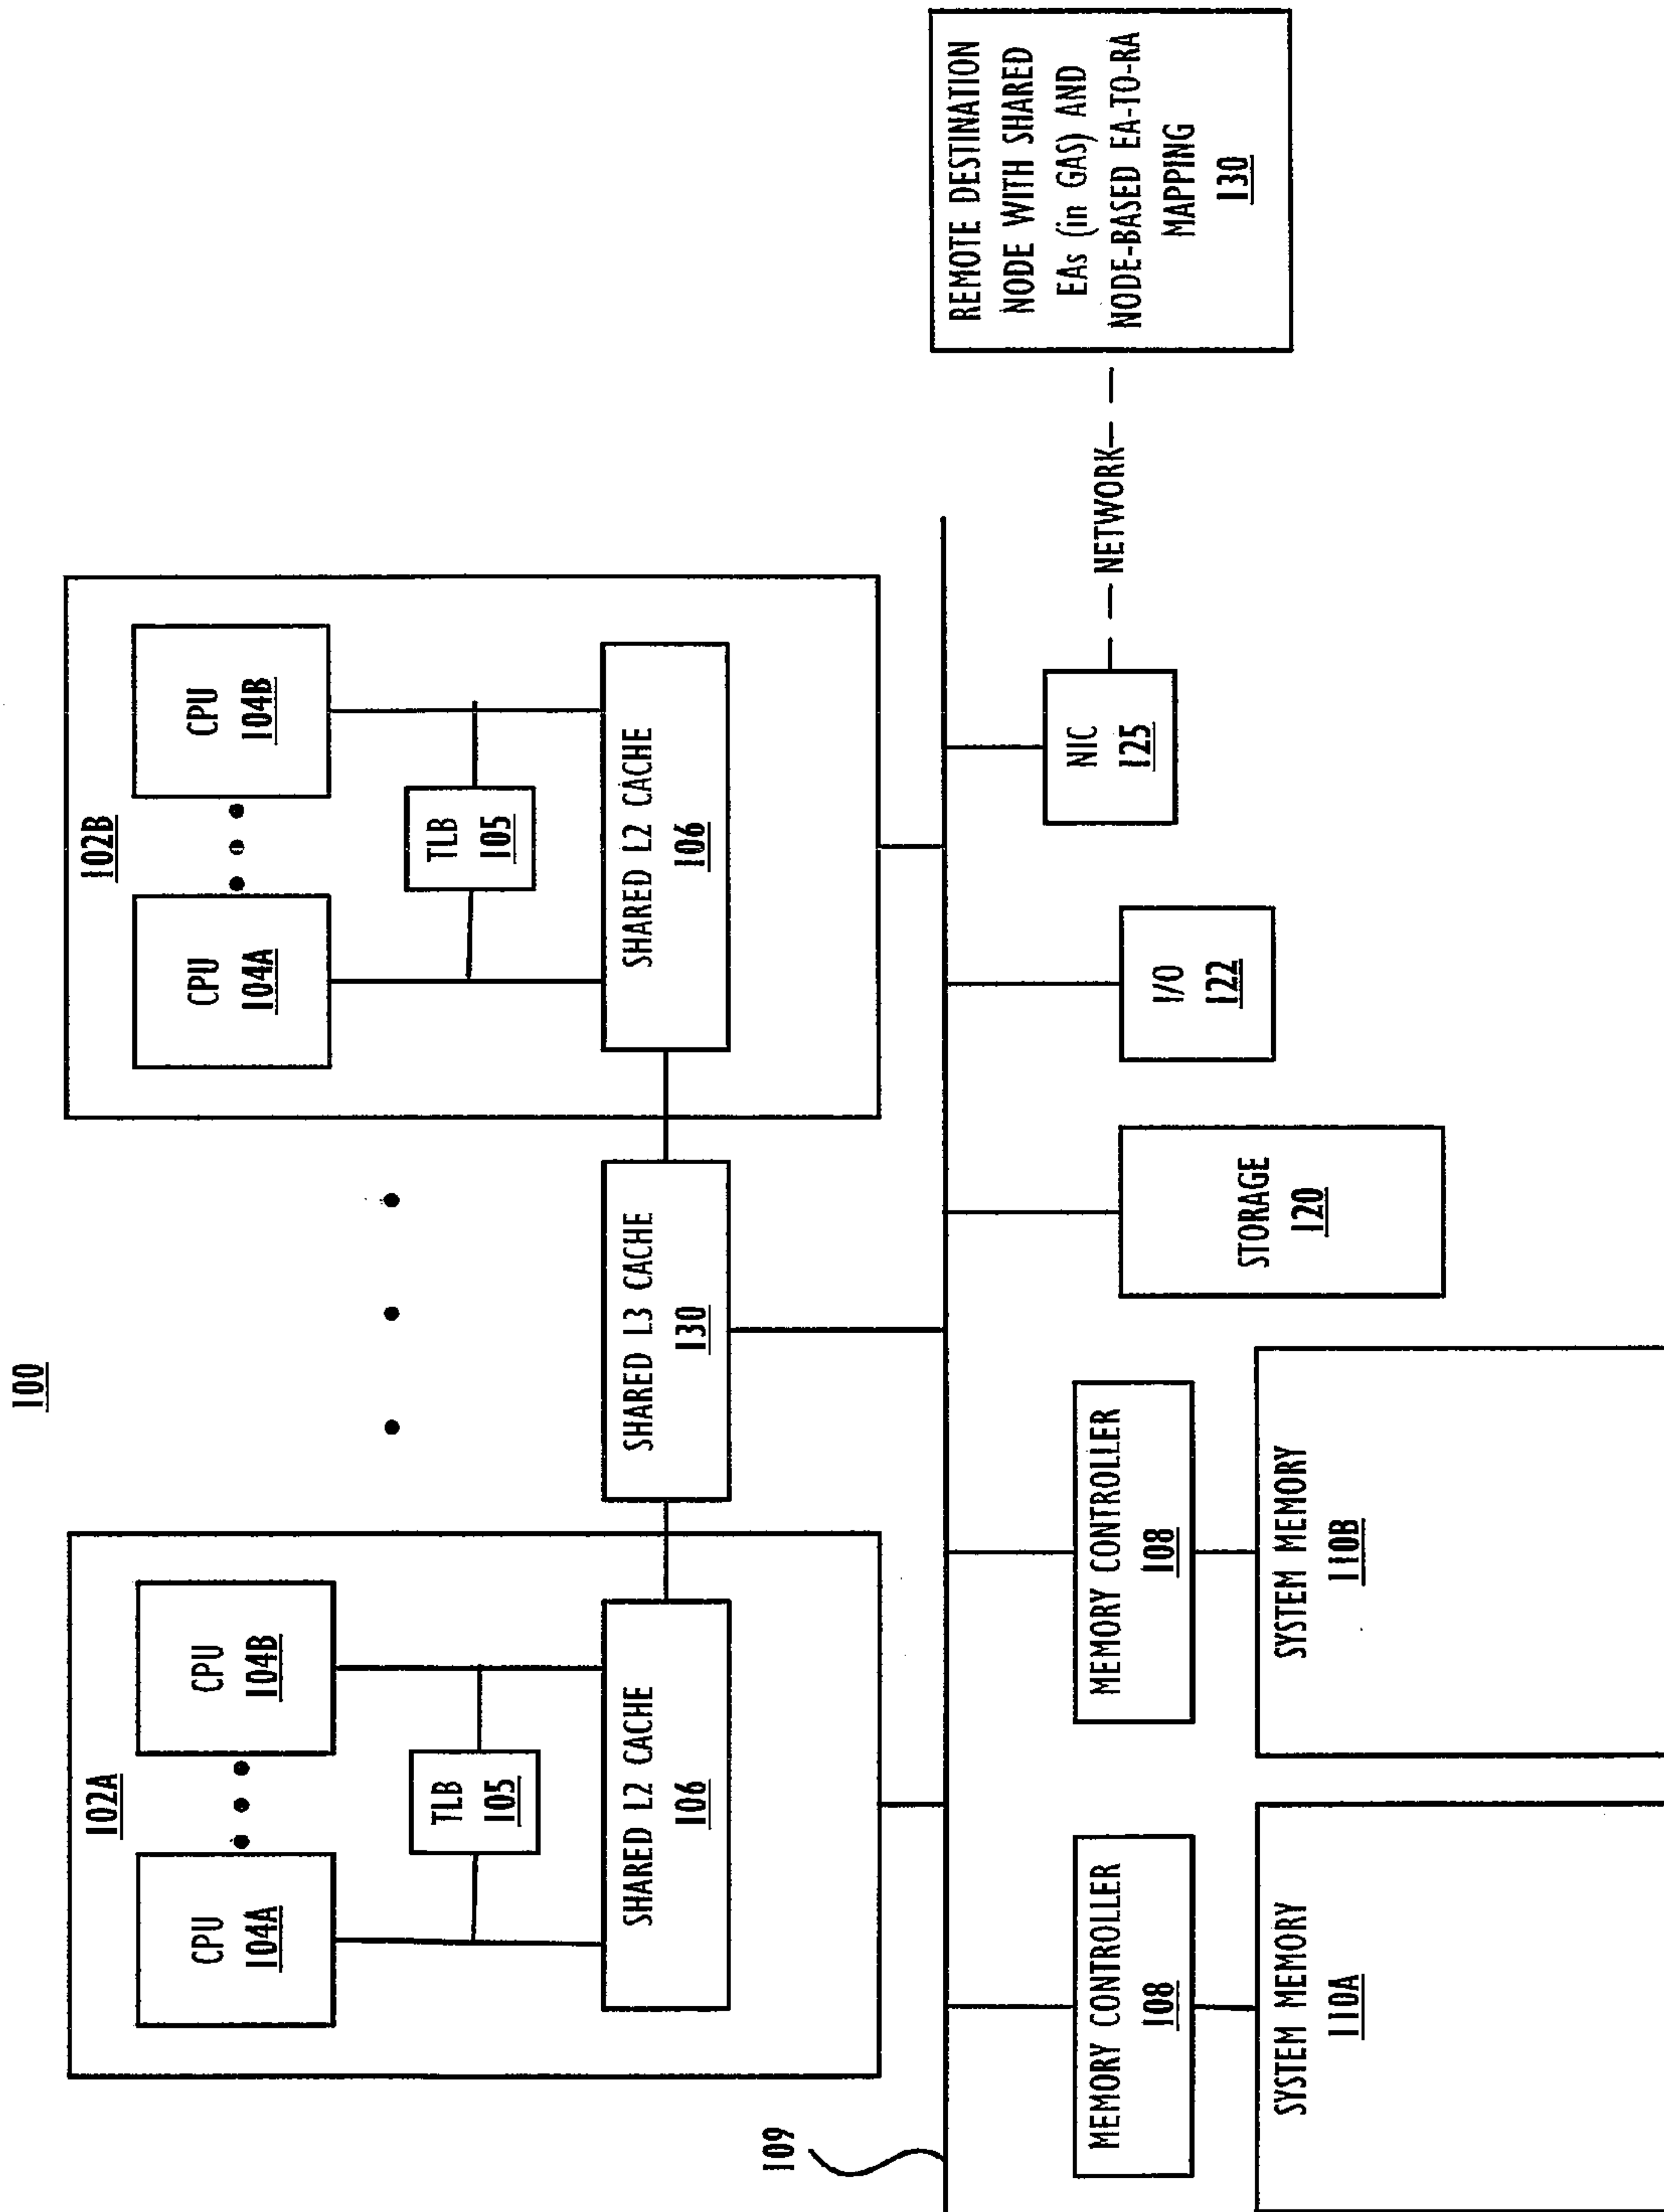 100
102A
CPU
104A
CPU
104B
TLB
105
SHARED L2 CACHE
106
SHARED L3 CACHE
130
102B
CPU
104A
CPU
104B
TLB
105
SHARED L2 CACHE
106
109
MEMORY CONTROLLER
108
SYSTEM MEMORY
110A
MEMORY CONTROLLER
108
SYSTEM MEMORY
110B
STORAGE
120
I/O
122
NIC
125
NETWORK
REMOTE DESTINATION
NODE WITH SHARED
EAs (in GAS) AND
NODE-BASED EA-TO-RA
MAPPING
130